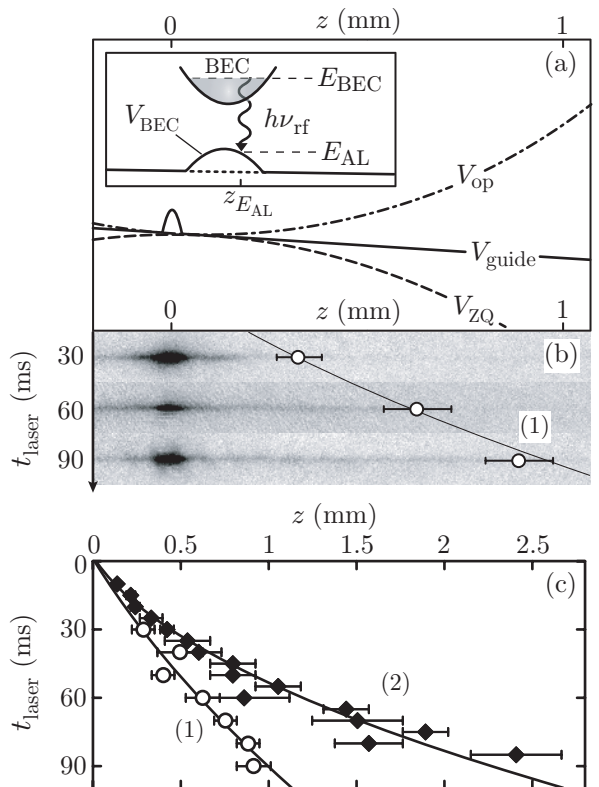 z (mm)
0 1
(a)
BEC
E_BEC
V_BEC
hν_rf
E_AL
z_E_AL
V_op
V_guide
V_ZQ
0 z (mm) 1
(b)
t_laser (ms)
30
60
90
(1)
z (mm)
0 0.5 1 1.5 2 2.5
(c)
t_laser (ms)
0
30
60
90
(1)
(2)